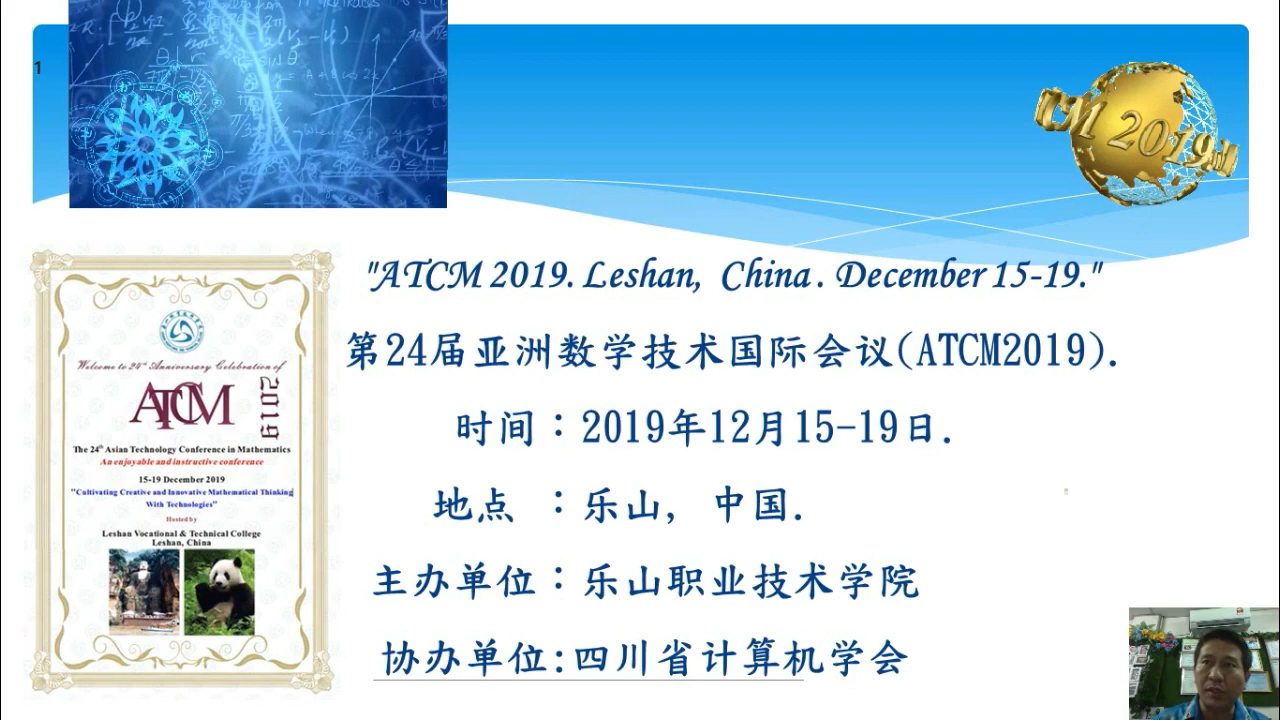 1
CM 2019
"ATCM 2019. Leshan, China. December 15-19."
第24届亚洲数学技术国际会议(ATCM2019).
时间：2019年12月15-19日.
地点 ：乐山, 中国.
主办单位：乐山职业技术学院
协办单位:四川省计算机学会
Welcome to 24th Anniversary Celebration of
ATCM 2019
The 24th Asian Technology Conference in Mathematics
An enjoyable and instructive conference
15-19 December 2019
"Cultivating Creative and Innovative Mathematical Thinking
With Technologies"
Hosted by
Leshan Vocational & Technical College
Leshan, China